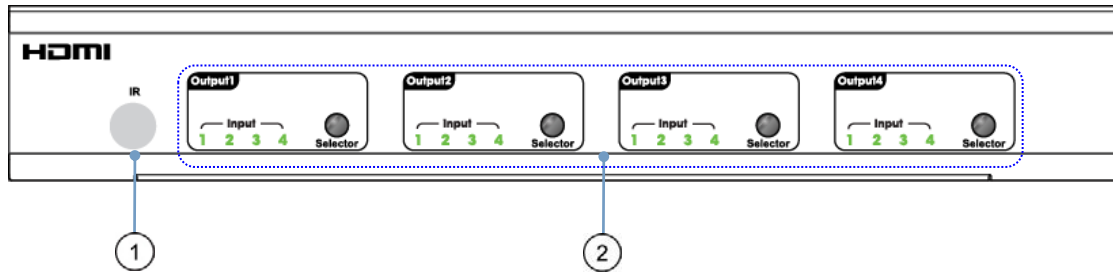 HDMI
IR
Output1
Input
1 2 3 4
Selector
Output2
Input
1 2 3 4
Selector
Output3
Input
1 2 3 4
Selector
Output4
Input
1 2 3 4
Selector
1
2